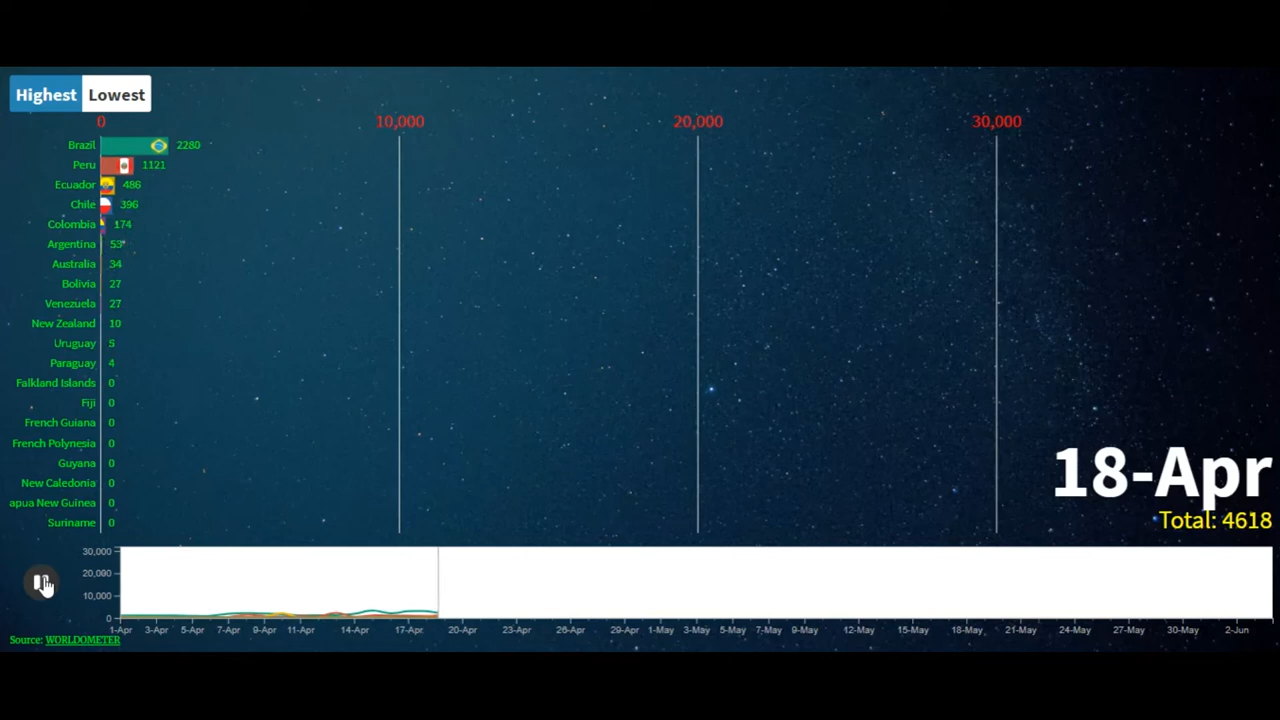 Highest Lowest
0 10,000 20,000 30,000
Brazil 2280
Peru 1121
Ecuador 486
Chile 396
Colombia 174
Argentina 53
Australia 34
Bolivia 27
Venezuela 27
New Zealand 10
Uruguay 5
Paraguay 4
Falkland Islands 0
Fiji 0
French Guiana 0
French Polynesia 0
Guyana 0
New Caledonia 0
apua New Guinea 0
Suriname 0
18-Apr
Total: 4618
30,000
20,000
10,000
0
1-Apr 3-Apr 5-Apr 7-Apr 9-Apr 11-Apr 14-Apr 17-Apr 20-Apr 23-Apr 26-Apr 29-Apr 1-May 3-May 5-May 7-May 9-May 12-May 15-May 18-May 21-May 24-May 27-May 30-May 2-Jun
Source: WORLDOMETER